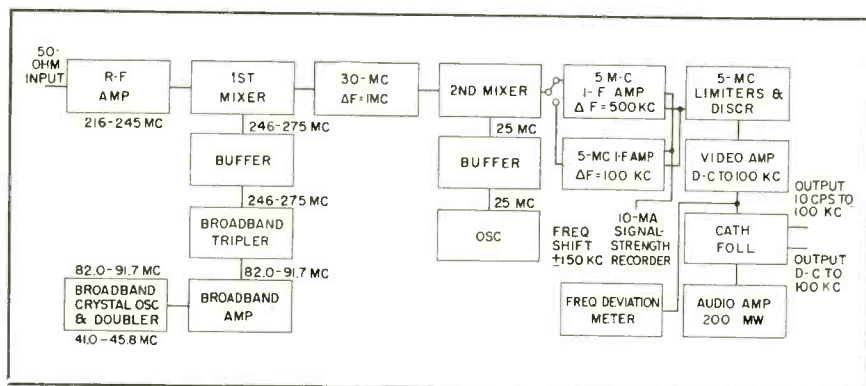 50-
OHM
INPUT
R-F
AMP
216-245 MC
1ST
MIXER
246-275 MC
BUFFER
246-275 MC
BROADBAND
TRIPLER
82.0-91.7 MC
82.0-91.7 MC
BROADBAND
CRYSTAL OSC
& DOUBLER
41.0-45.8 MC
BROADBAND
AMP
30-MC
ΔF=1MC
2ND MIXER
25 MC
BUFFER
25 MC
OSC
5 M-C
I-F AMP
ΔF=500 KC
5-MC I-F AMP
ΔF=100 KC
FREQ
SHIFT
±150 KC
10-MA
SIGNAL-
STRENGTH
RECORDER
FREQ DEVIATION
METER
5-MC
LIMITERS &
DISCR
VIDEO AMP
D-C TO 100 KC
OUTPUT
10 CPS TO
100 KC
CATH
FOLL
OUTPUT
D-C TO
100 KC
AUDIO AMP
200 MW